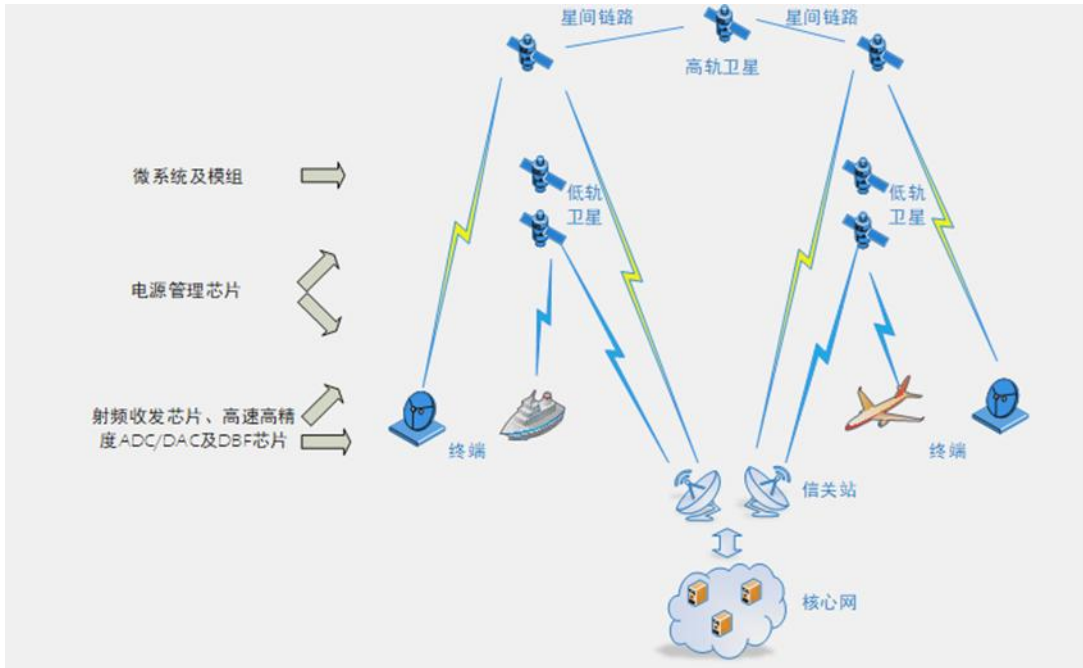 星间链路
星间链路
高轨卫星
微系统及模组
低轨
卫星
低轨
卫星
电源管理芯片
射频收发芯片、高速高精
度ADC/DAC及DBF芯片
终端
终端
信关站
核心网